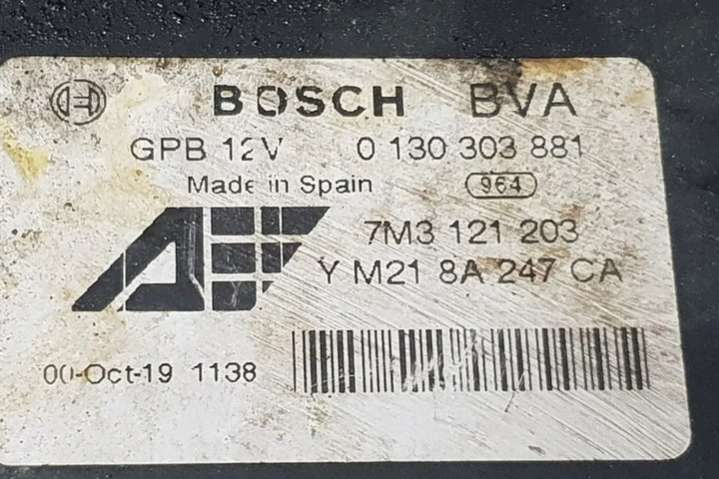 BOSCH BVA
GPB 12V 0 130 303 881
Made in Spain 964
7M3 121 203
YM21 8A 247 CA
00-Oct-19 1138